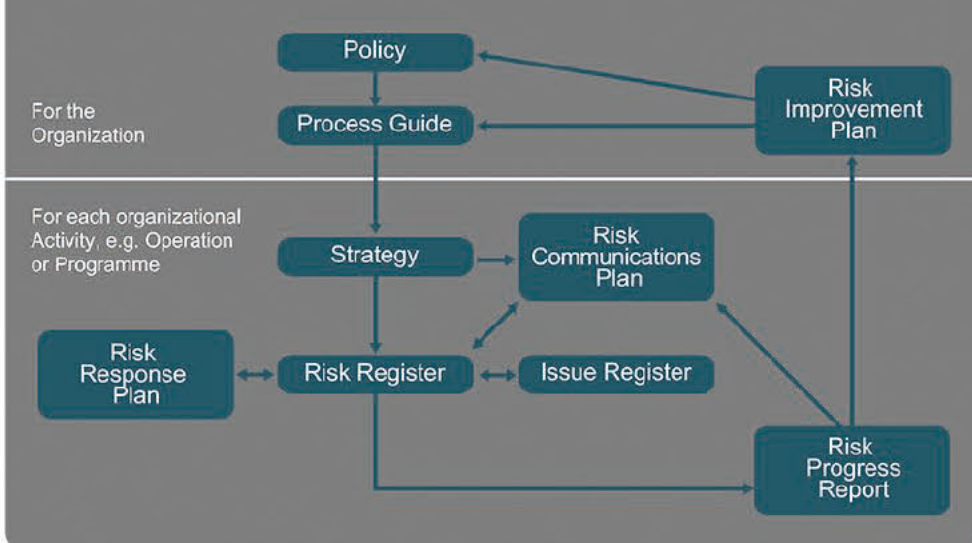 Policy
Risk
Improvement
Plan
For the
Organization
Process Guide
For each organizational
Activity, e.g. Operation
or Programme
Strategy
Risk
Communications
Plan
Risk
Response
Plan
Risk Register
Issue Register
Risk
Progress
Report